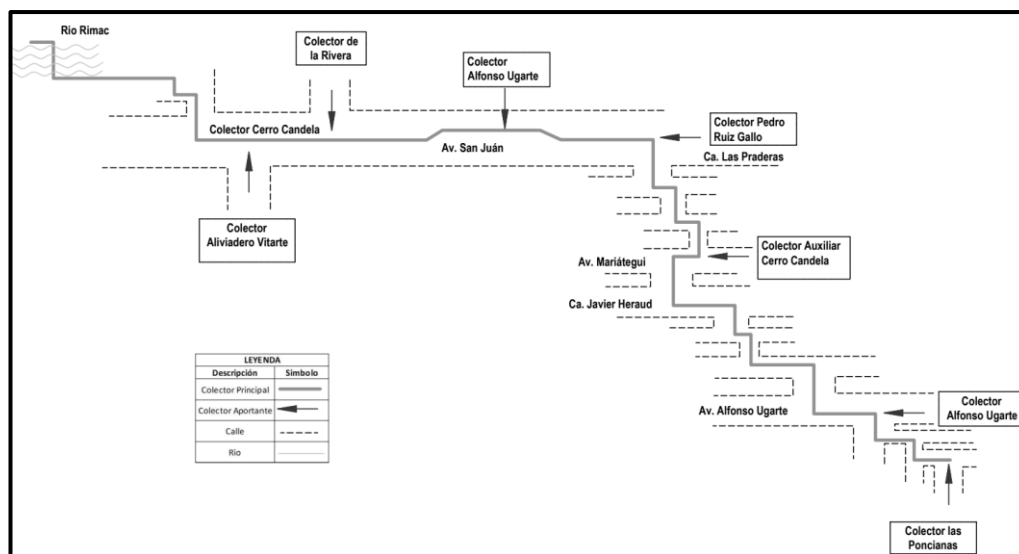 Rio Rimac
Colector de
la Rivera
Colector
Alfonso Ugarte
Colector Cerro Candela
Colector Pedro
Ruiz Gallo
Av. San Juán
Ca. Las Praderas
Colector
Aliviadero Vitarte
Colector Auxiliar
Cerro Candela
Av. Mariátegui
Ca. Javier Heraud
LEYENDA
Descripción Simbolo
Colector Principal
Colector Aportante
Calle
Rio
Av. Alfonso Ugarte
Colector
Alfonso Ugarte
Colector las
Poncianas